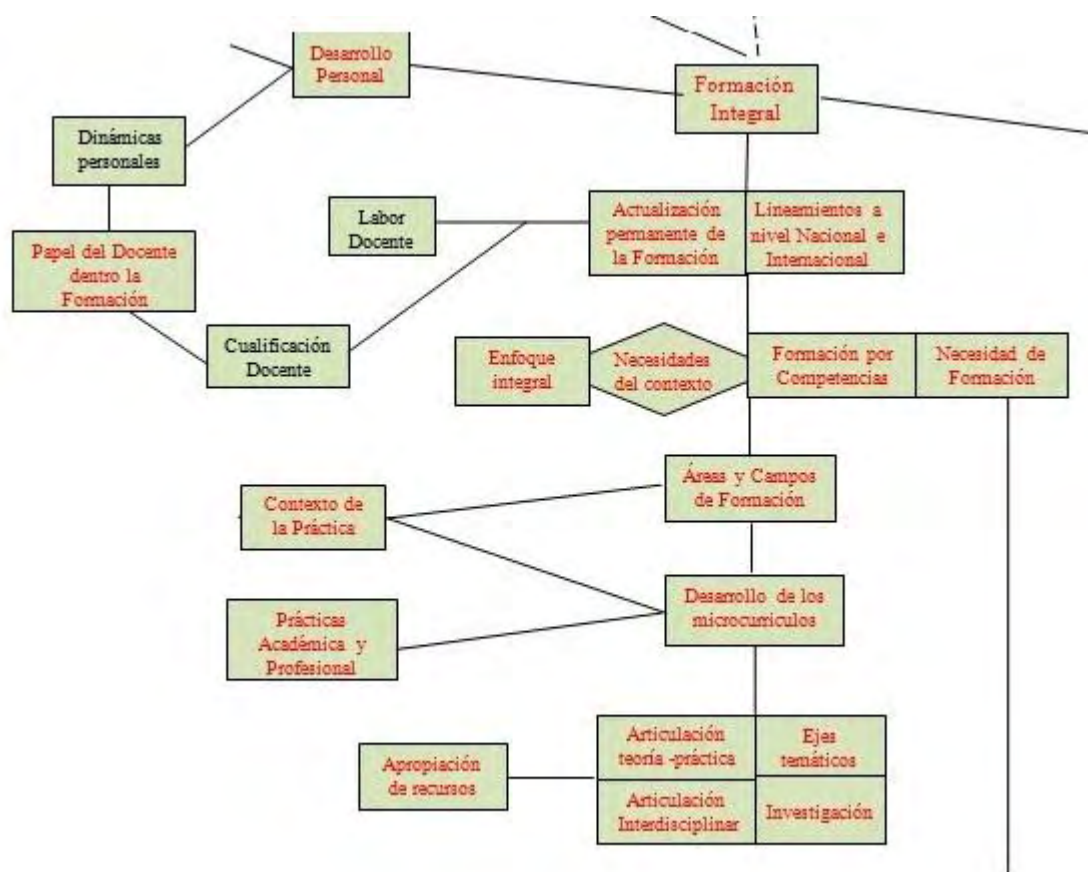 Desarrollo
Personal
Formación
Integral
Dinámicas
personales
Labor
Docente
Actualización
permanente de
la Formación
Lineamientos a
nivel Nacional e
Internacional
Papel del Docente
dentro la
Formación
Cualificación
Docente
Enfoque
integral
Necesidades
del contexto
Formación por
Competencias
Necesidad de
Formación
Áreas y Campos
de Formación
Contexto de
la Práctica
Desarrollo de los
microcurriculos
Prácticas
Académica y
Profesional
Articulación
teoría -práctica
Ejes
temáticos
Apropiación
de recursos
Articulación
Interdisciplinar
Investigación